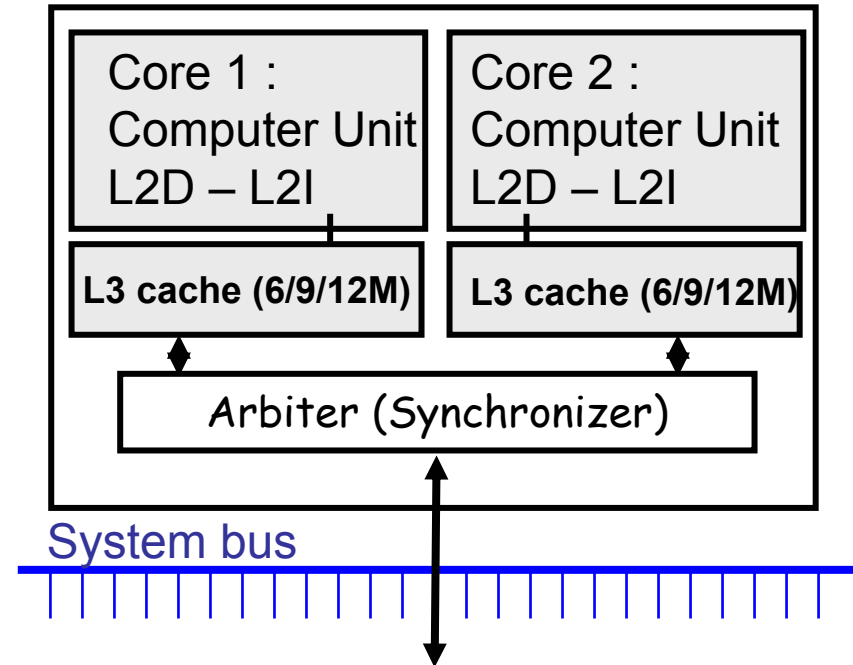 Core 1 :
Computer Unit
L2D – L2I
Core 2 :
Computer Unit
L2D – L2I
L3 cache (6/9/12M)
L3 cache (6/9/12M)
Arbiter (Synchronizer)
System bus